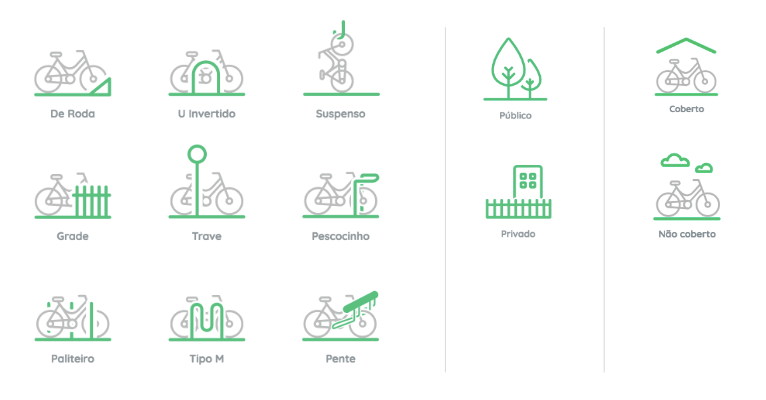 De Roda
U Invertido
Suspenso
Grade
Trave
Pescocinho
Paliteiro
Tipo M
Pente
Público
Privado
Coberto
Não coberto